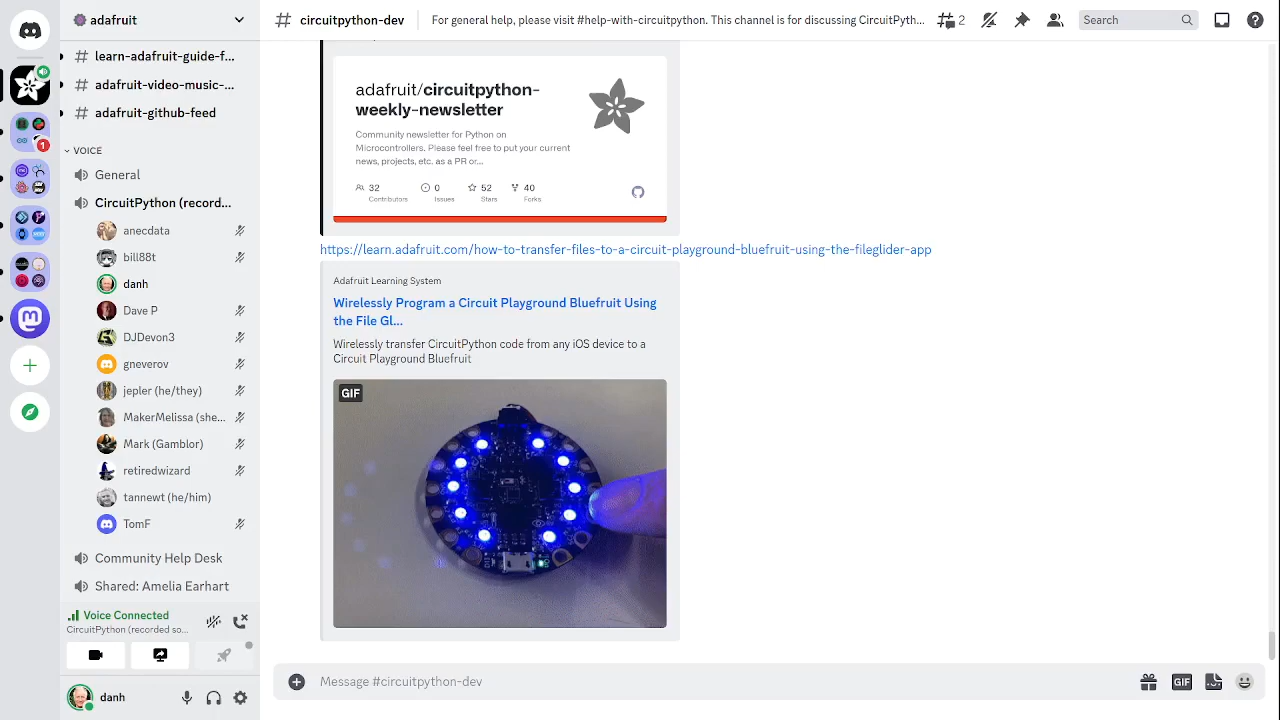 adafruit
learn-adafruit-guide-f...
adafruit-video-music-...
adafruit-github-feed
1
VOICE
General
CircuitPython (record...
anecdata
bill88t
danh
Dave P
DJDevon3
gneverov
jepler (he/they)
MakerMelissa (she...
Mark (Gamblor)
retiredwizard
tannewt (he/him)
TomF
Community Help Desk
Shared: Amelia Earhart
Voice Connected
CircuitPython (recorded so...
danh
circuitpython-dev
For general help, please visit #help-with-circuitpython. This channel is for discussing CircuitPyth...
2
Search
adafruit/circuitpython-
weekly-newsletter
Community newsletter for Python on
Microcontrollers. Please feel free to put your current
news, projects, etc. as a PR or...
32 0 52 40
Contributors Issues Stars Forks
https://learn.adafruit.com/how-to-transfer-files-to-a-circuit-playground-bluefruit-using-the-fileglider-app
Adafruit Learning System
Wirelessly Program a Circuit Playground Bluefruit Using
the File Gl...
Wirelessly transfer CircuitPython code from any iOS device to a
Circuit Playground Bluefruit
GIF
Message #circuitpython-dev
GIF